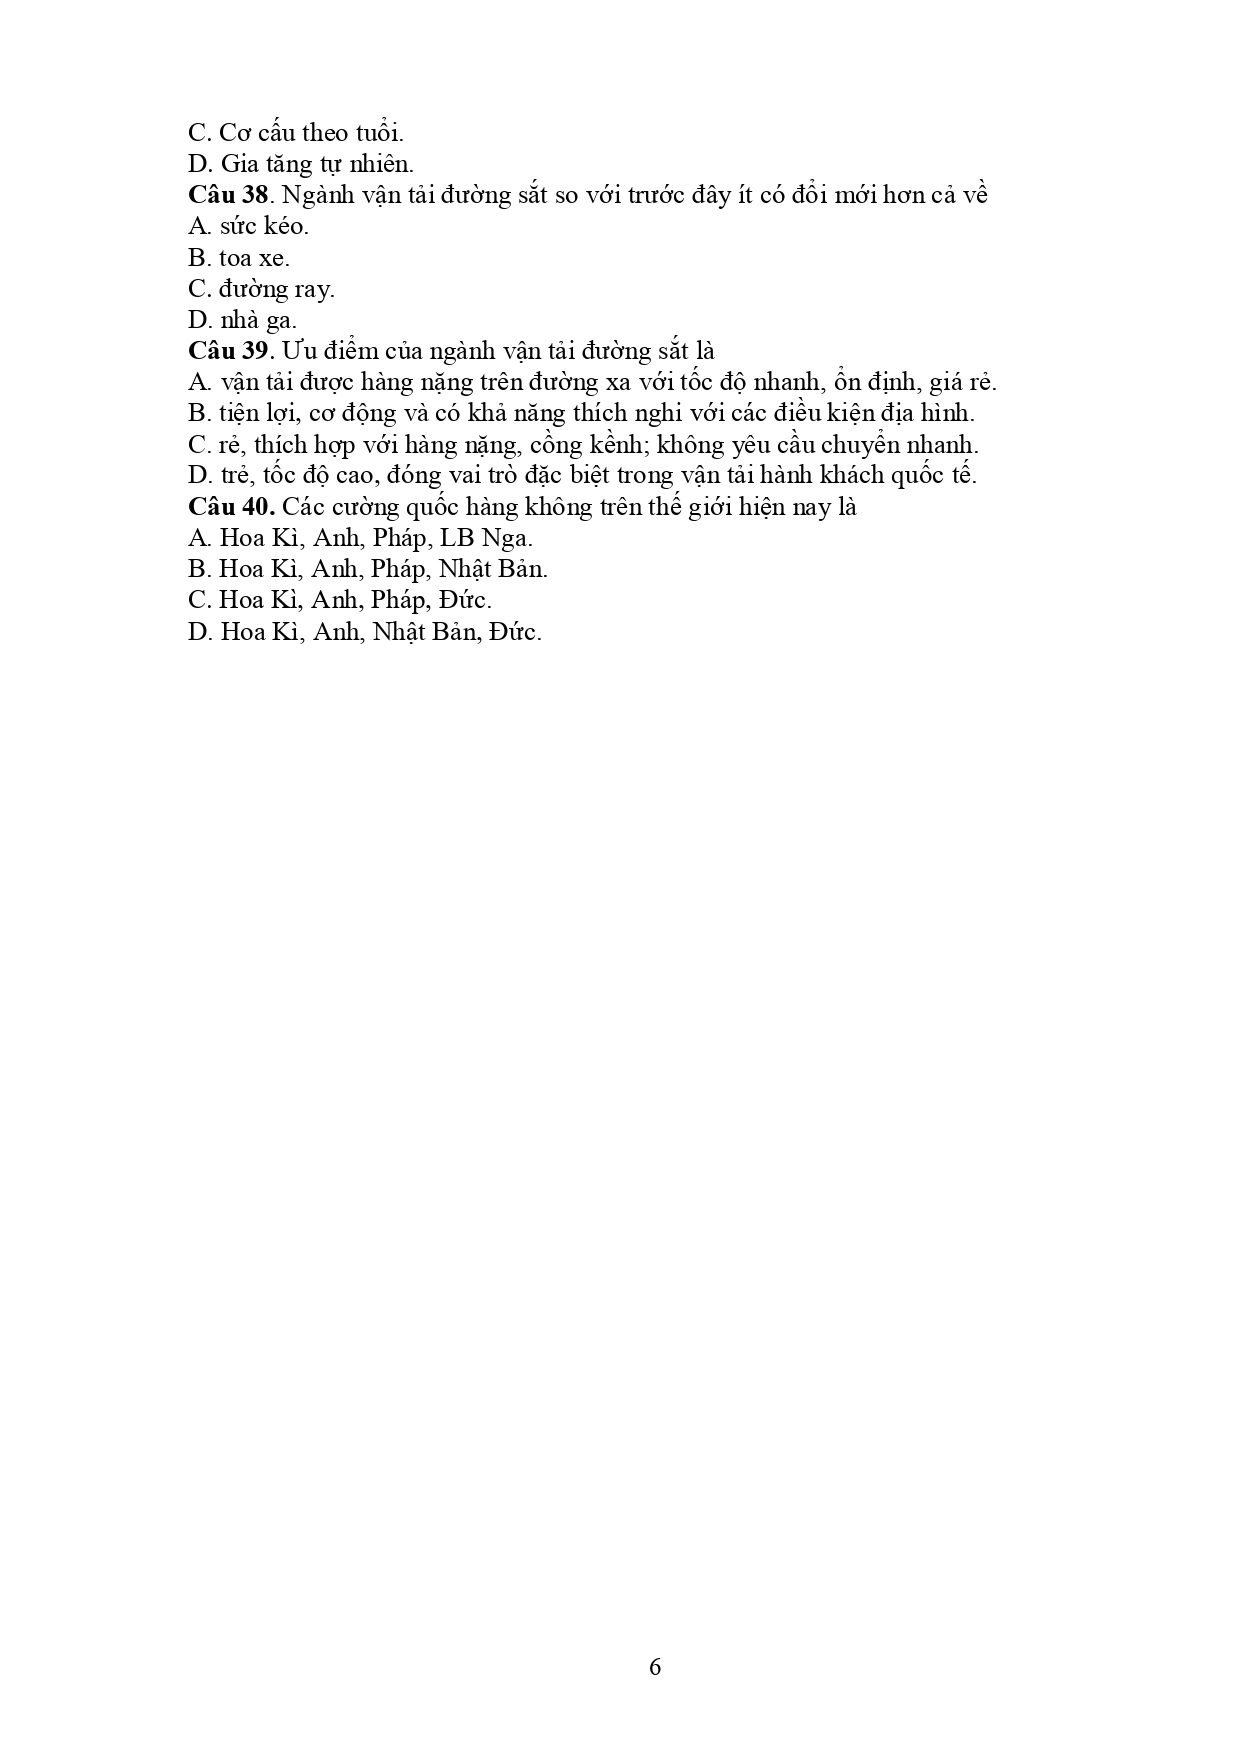 C. Cơ cấu theo tuổi.
D. Gia tăng tự nhiên.
Câu 38. Ngành vận tải đường sắt so với trước đây ít có đổi mới hơn cả về
A. sức kéo.
B. toa xe.
C. đường ray.
D. nhà ga.
Câu 39. Ưu điểm của ngành vận tải đường sắt là
A. vận tải được hàng nặng trên đường xa với tốc độ nhanh, ổn định, giá rẻ.
B. tiện lợi, cơ động và có khả năng thích nghi với các điều kiện địa hình.
C. rẻ, thích hợp với hàng nặng, cồng kềnh; không yêu cầu chuyển nhanh.
D. trẻ, tốc độ cao, đóng vai trò đặc biệt trong vận tải hành khách quốc tế.
Câu 40. Các cường quốc hàng không trên thế giới hiện nay là
A. Hoa Kì, Anh, Pháp, LB Nga.
B. Hoa Kì, Anh, Pháp, Nhật Bản.
C. Hoa Kì, Anh, Pháp, Đức.
D. Hoa Kì, Anh, Nhật Bản, Đức.
6